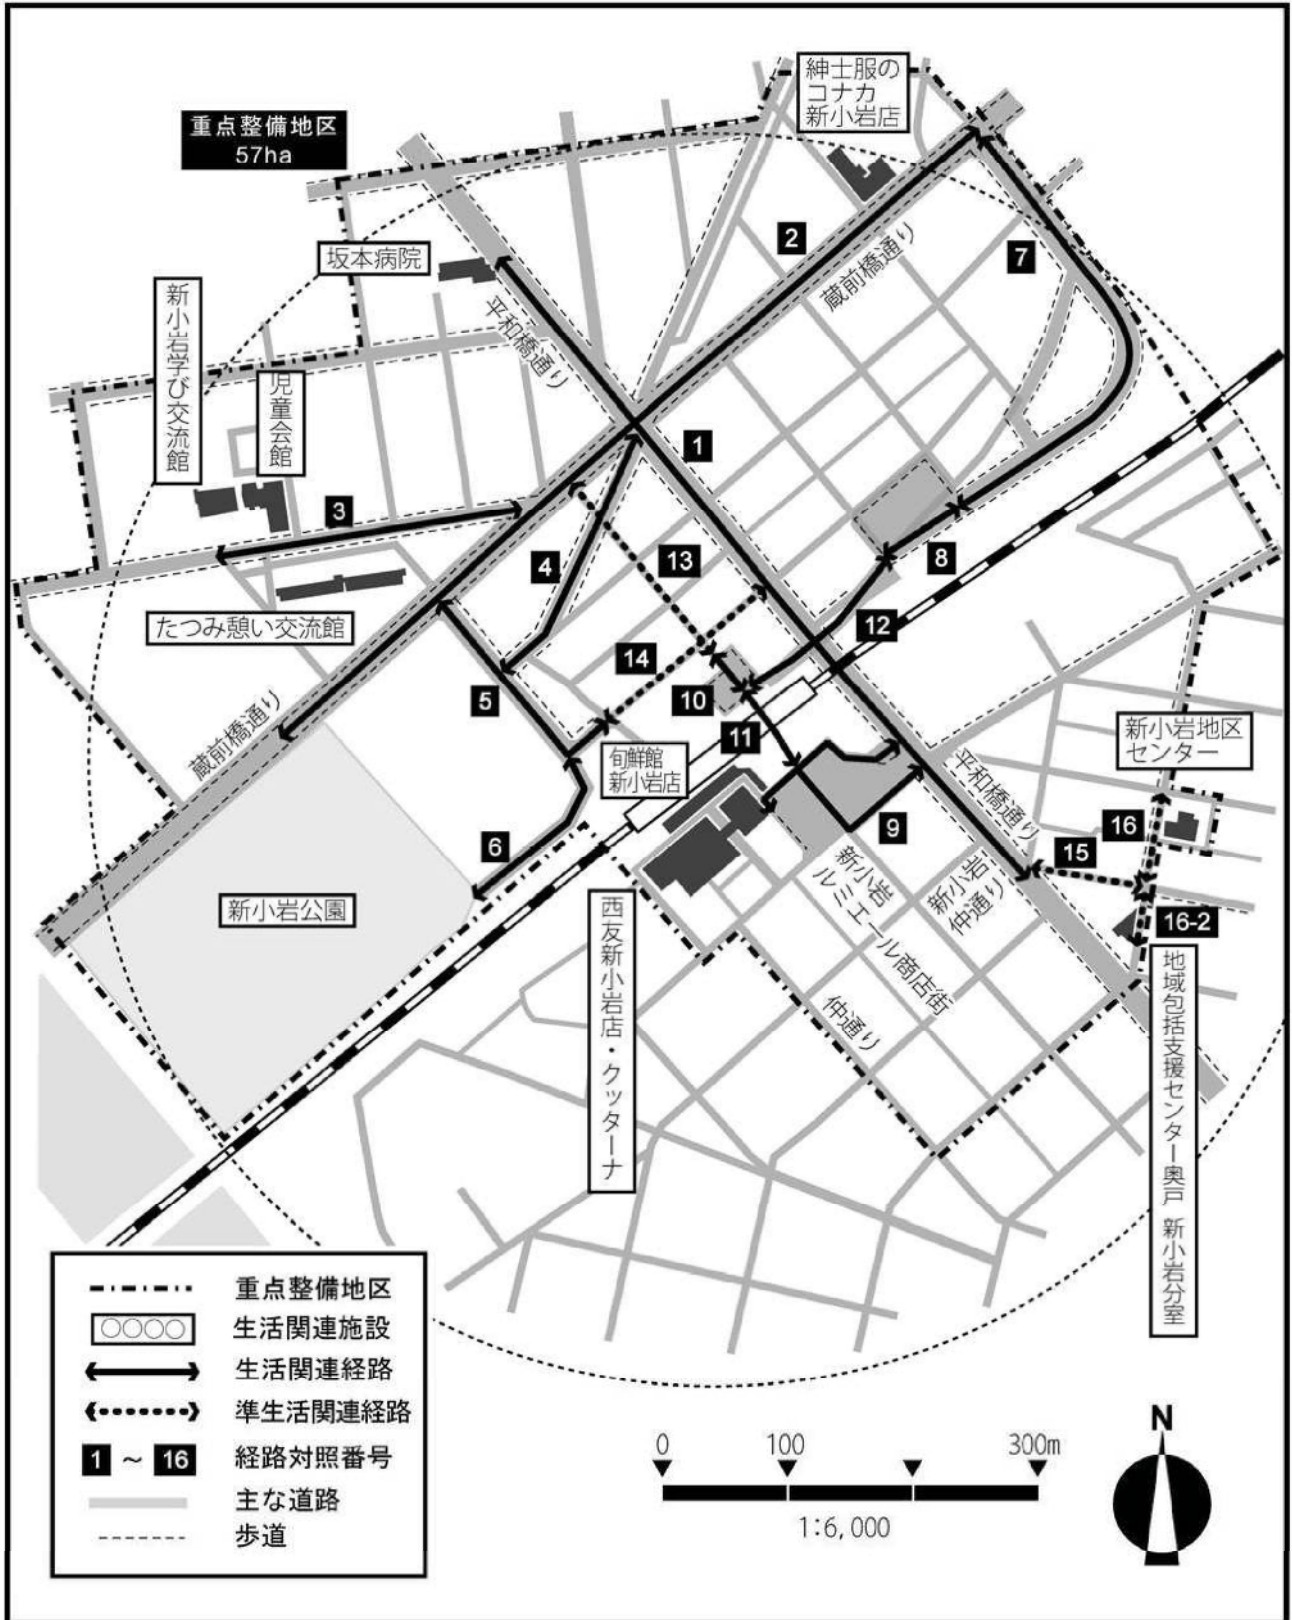 紳士服の
コナカ
新小岩店
重点整備地区
57ha
坂本病院
2
7
蔵前橋通り
平和橋通り
新小岩学び交流館
児童会館
1
3
4
13
8
12
たつみ憩い交流館
14
5
10
11
旬鮮館
新小岩店
新小岩地区
センター
蔵前橋通り
平和橋通り
9
16
15
6
新小岩公園
新小岩
ルミエール商店街
新小岩
仲通り
16-2
西友新小岩店・クッターナ
仲通り
地域包括支援センター奥戸 新小岩分室
重点整備地区
○○○○ 生活関連施設
生活関連経路
準生活関連経路
1 ～ 16 経路対照番号
主な道路
歩道
0 100 300m
1:6,000
N